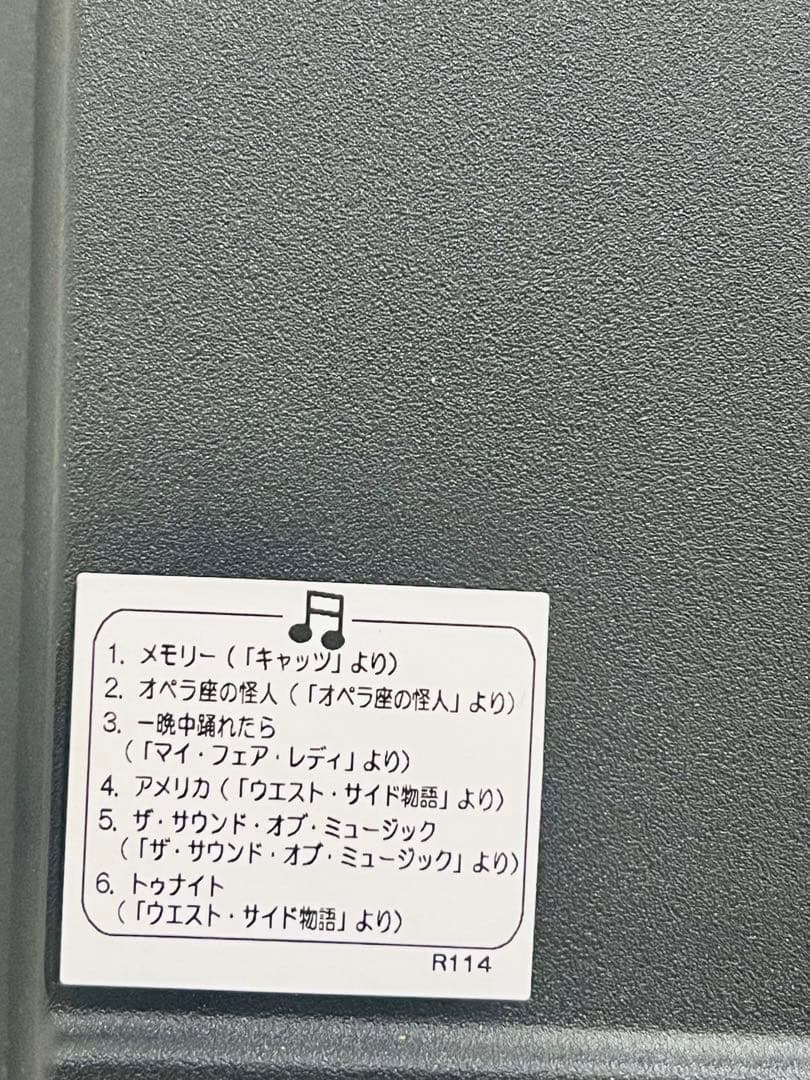 1. メモリー(「キャッツ」より)
2. オペラ座の怪人(「オペラ座の怪人」より)
3. 一晩中踊れたら
(「マイ・フェア・レディ」より)
4. アメリカ(「ウエスト・サイド物語」より)
5. ザ・サウンド・オブ・ミュージック
(「ザ・サウンド・オブ・ミュージック」より)
6. トゥナイト
(「ウエスト・サイド物語」より)
R114